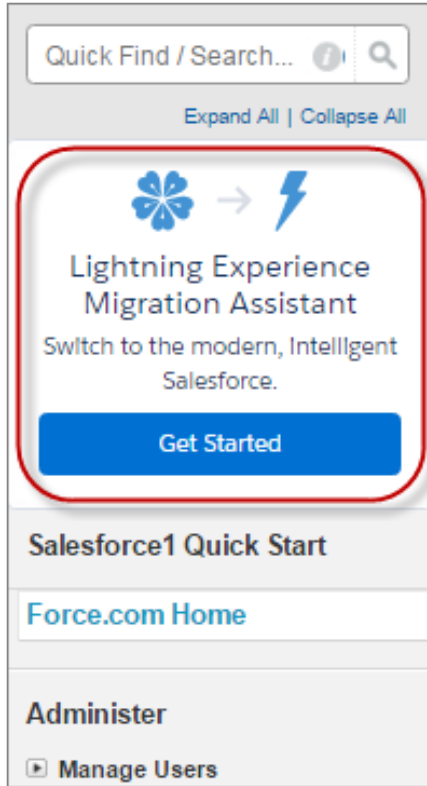 Quick Find / Search...
Expand All | Collapse All
Lightning Experience
Migration Assistant
Switch to the modern, Intelligent
Salesforce.
Get Started
Salesforce1 Quick Start
Force.com Home
Administer
Manage Users